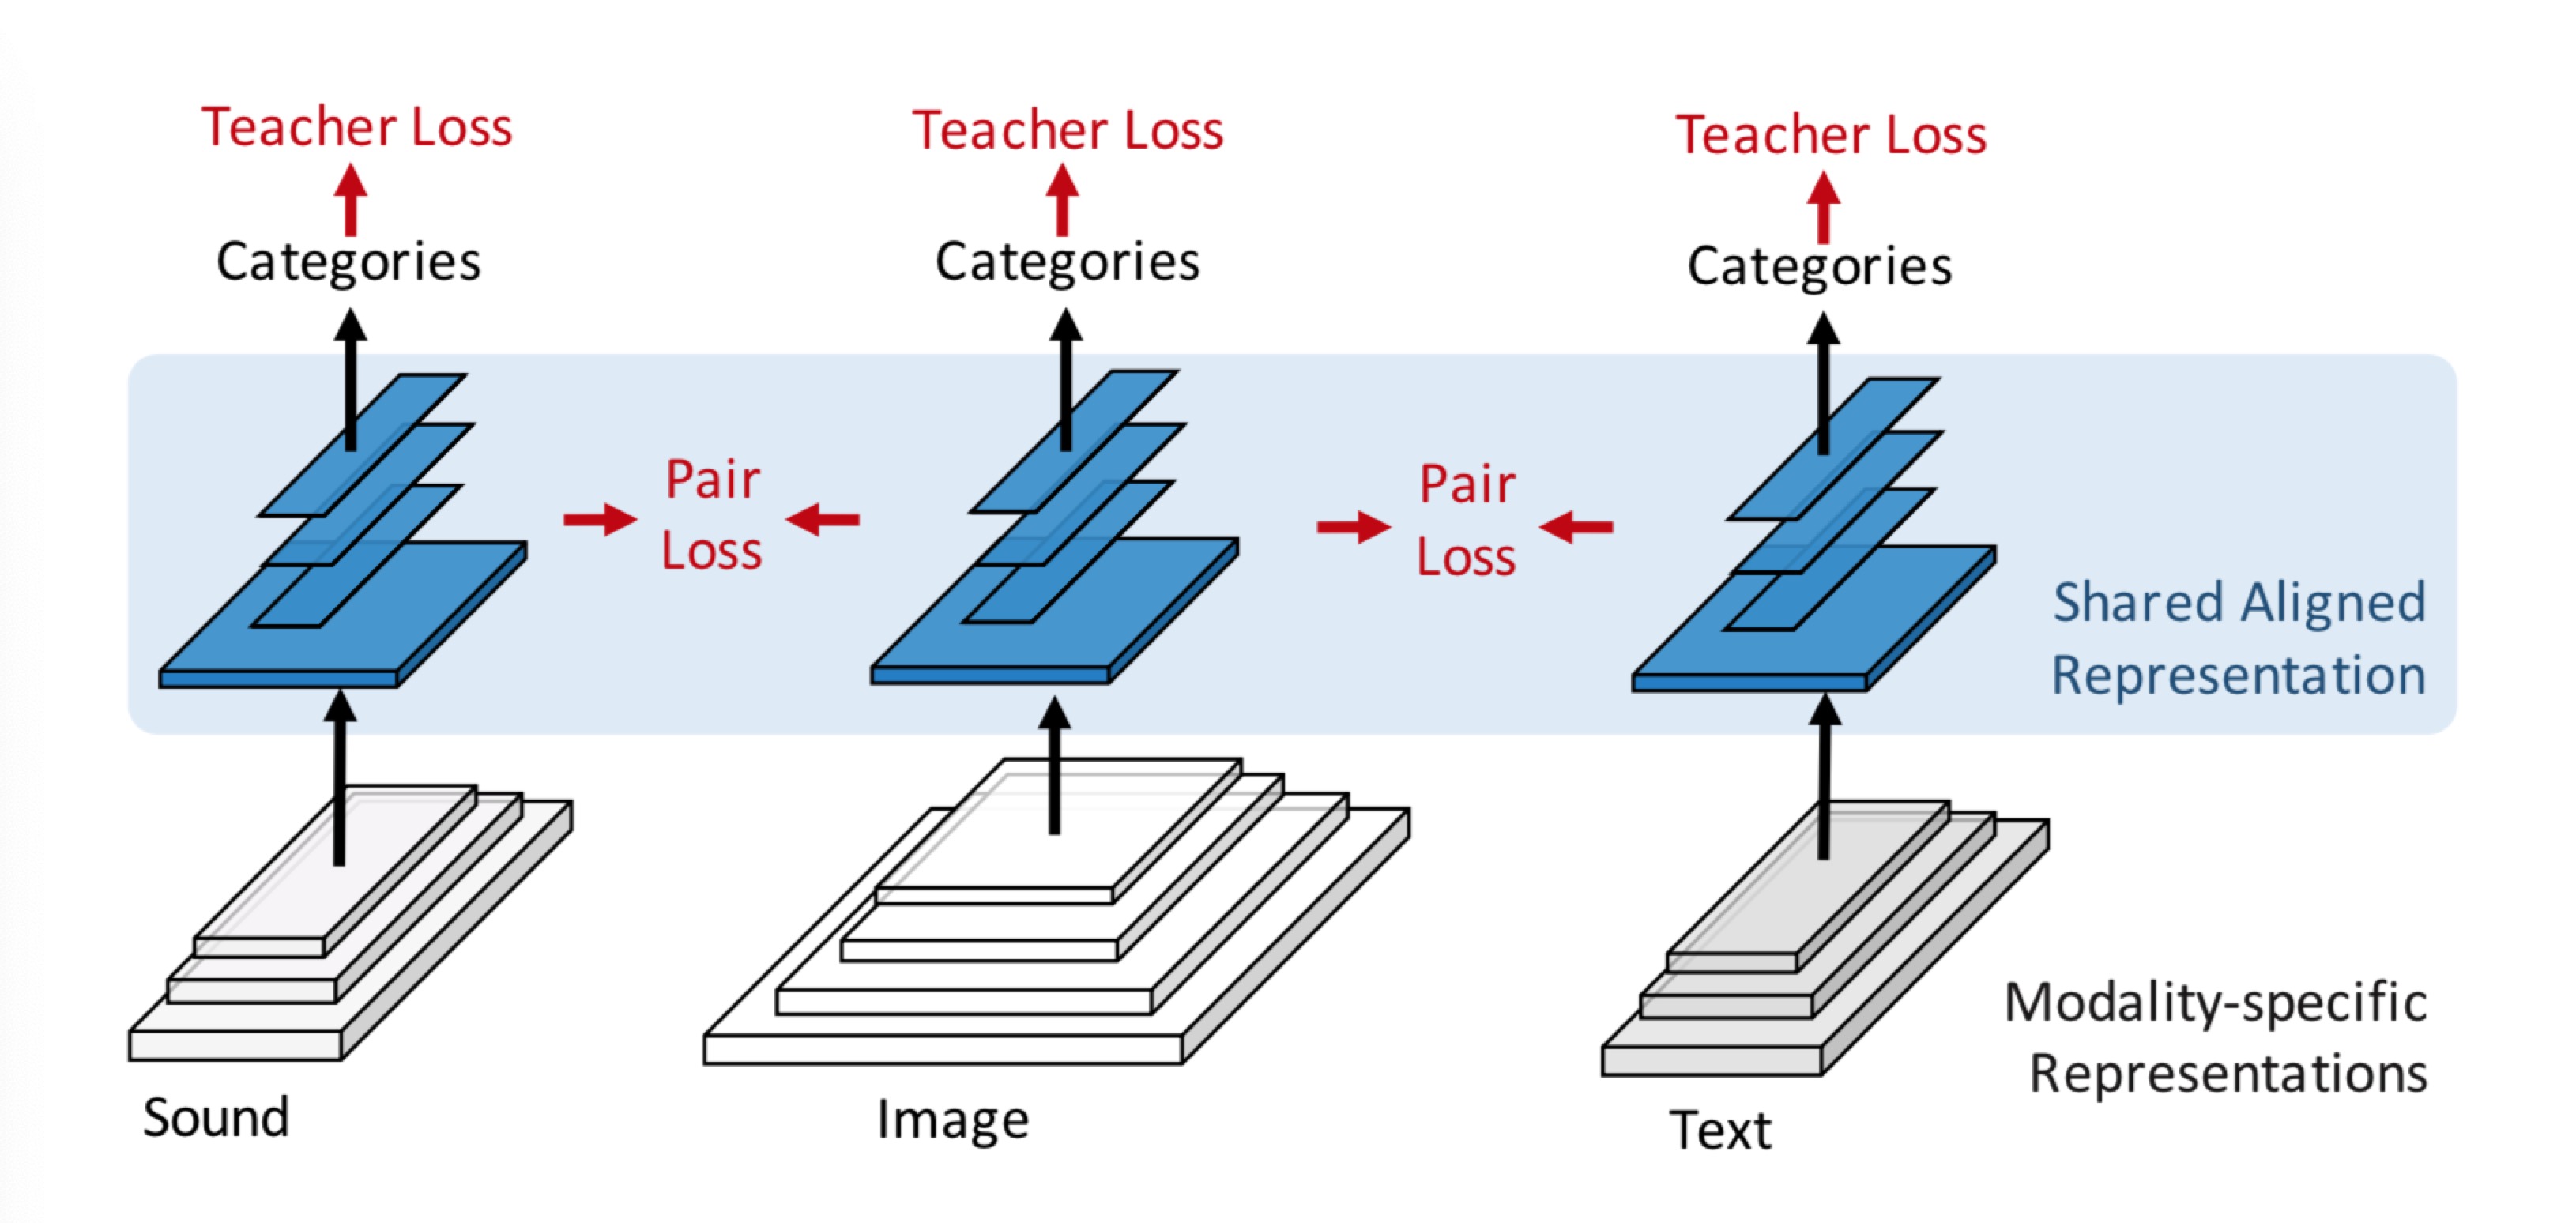 Teacher Loss
Teacher Loss
Teacher Loss
Categories
Categories
Categories
Pair
Loss
Pair
Loss
Shared Aligned
Representation
Modality-specific
Representations
Sound
Image
Text